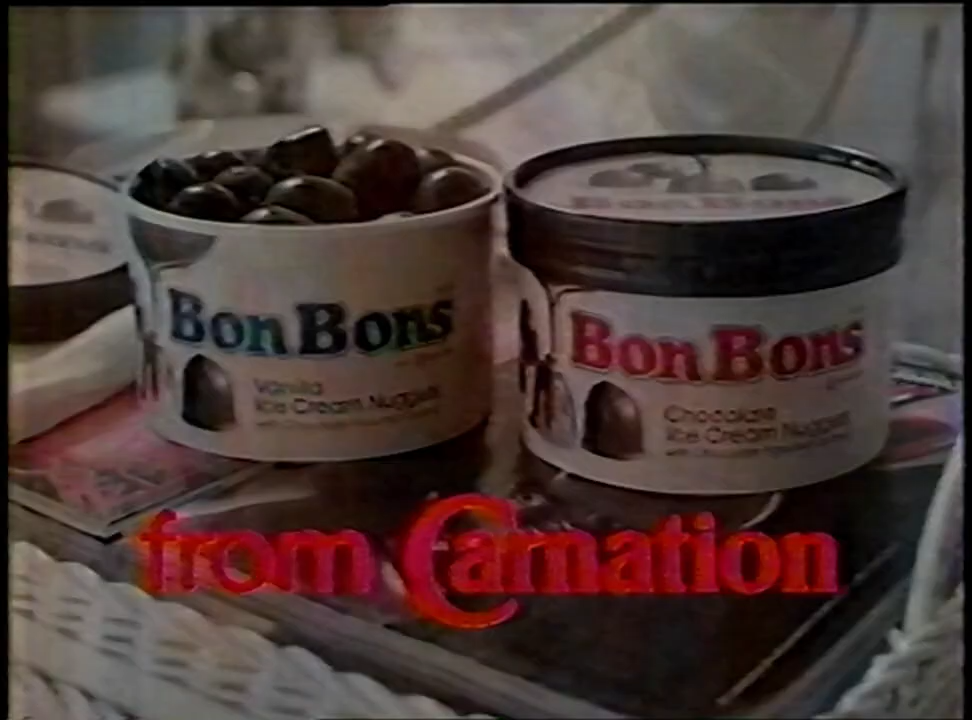 Bon Bons
Vanilla
Ice Cream Nuggets
Bon Bons
Chocolate
Ice Cream Nuggets
from Carnation